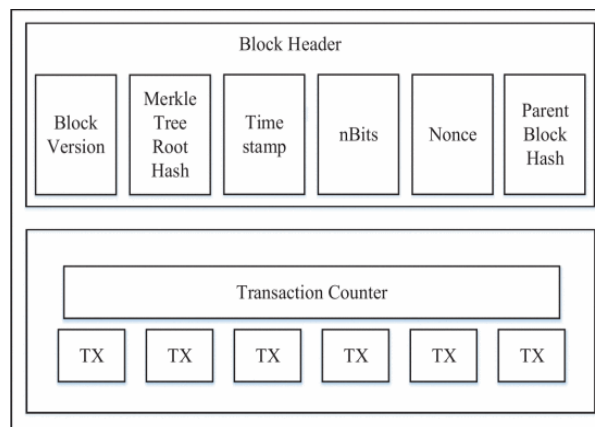 Block Header
Block
Version
Merkle
Tree
Root
Hash
Time
stamp
nBits
Nonce
Parent
Block
Hash
Transaction Counter
TX TX TX TX TX TX